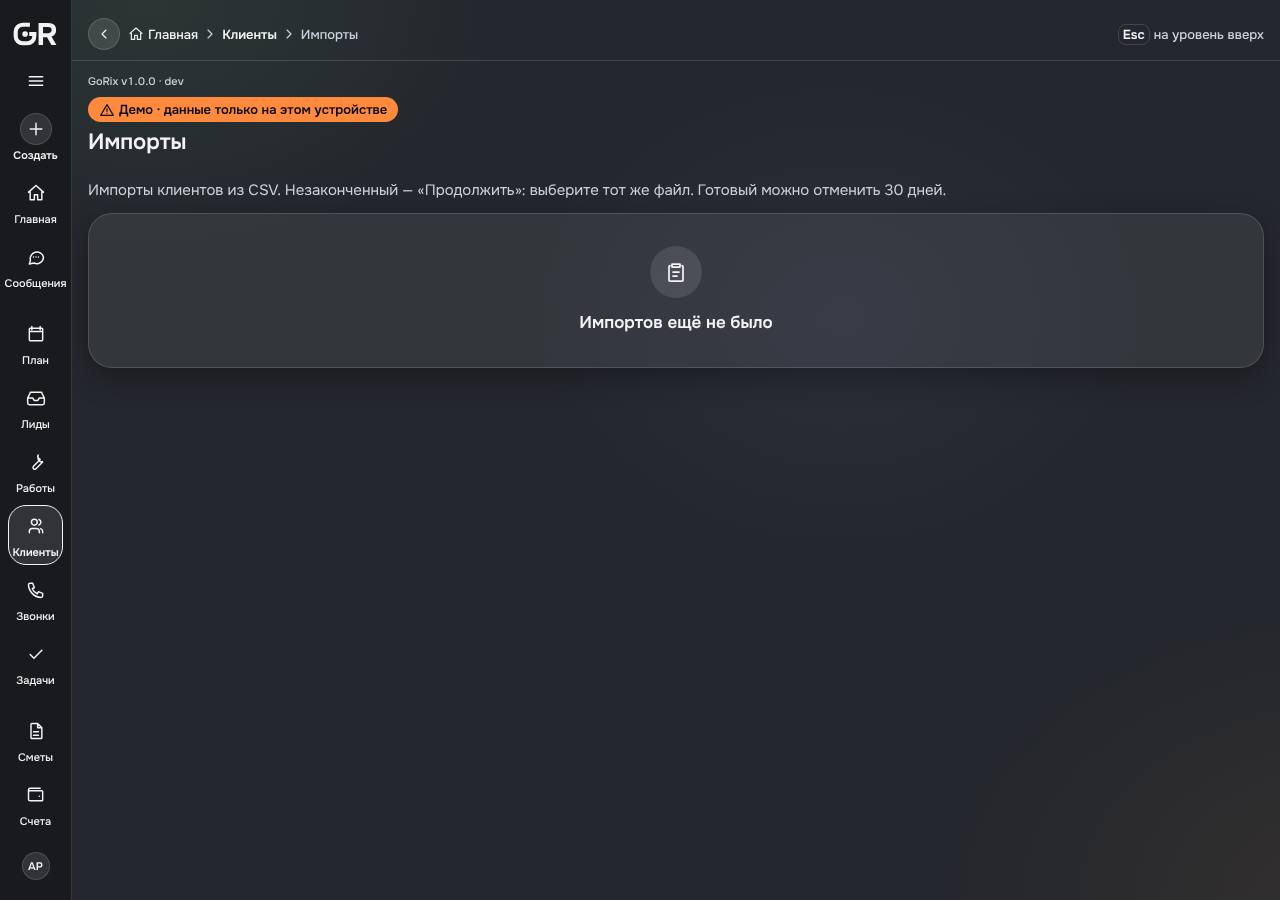 GR
Главная
Клиенты
Импорты
Esc на уровень вверх
GoRix v1.0.0 · dev
Демо · данные только на этом устройстве
Импорты
Импорты клиентов из CSV. Незаконченный — «Продолжить»: выберите тот же файл. Готовый можно отменить 30 дней.
Импортов ещё не было
Создать
Главная
Сообщения
План
Лиды
Работы
Клиенты
Звонки
Задачи
Сметы
Счета
AP